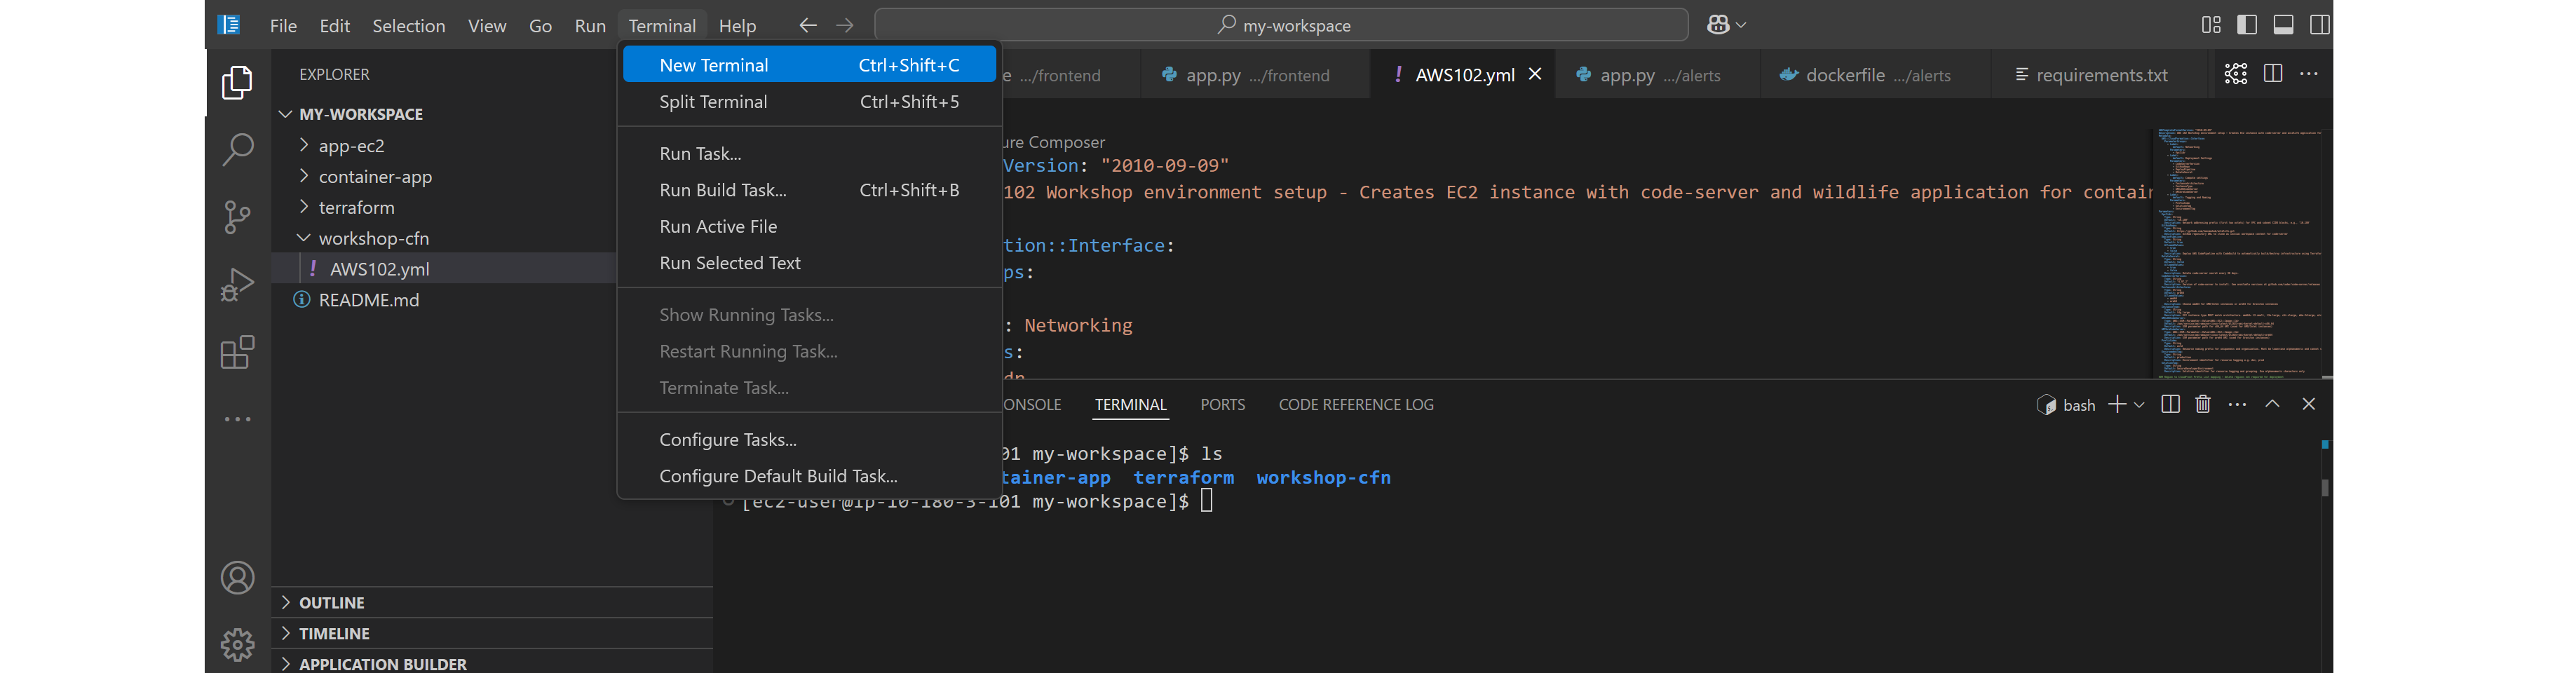 File Edit Selection View Go Run Terminal Help
my-workspace
EXPLORER
MY-WORKSPACE
app-ec2
container-app
terraform
workshop-cfn
! AWS102.yml
README.md
OUTLINE
TIMELINE
APPLICATION BUILDER
New Terminal Ctrl+Shift+C
Split Terminal Ctrl+Shift+5
Run Task...
Run Build Task... Ctrl+Shift+B
Run Active File
Run Selected Text
Show Running Tasks...
Restart Running Task...
Terminate Task...
Configure Tasks...
Configure Default Build Task...
e .../frontend app.py .../frontend ! AWS102.yml app.py .../alerts dockerfile .../alerts requirements.txt
ure Composer
Version: "2010-09-09"
102 Workshop environment setup - Creates EC2 instance with code-server and wildlife application for contain
tion::Interface:
ps:
: Networking
s:
dn
ONSOLE TERMINAL PORTS CODE REFERENCE LOG
bash
01 my-workspace]$ ls
tainer-app terraform workshop-cfn
[ec2-user@ip-10-180-3-101 my-workspace]$